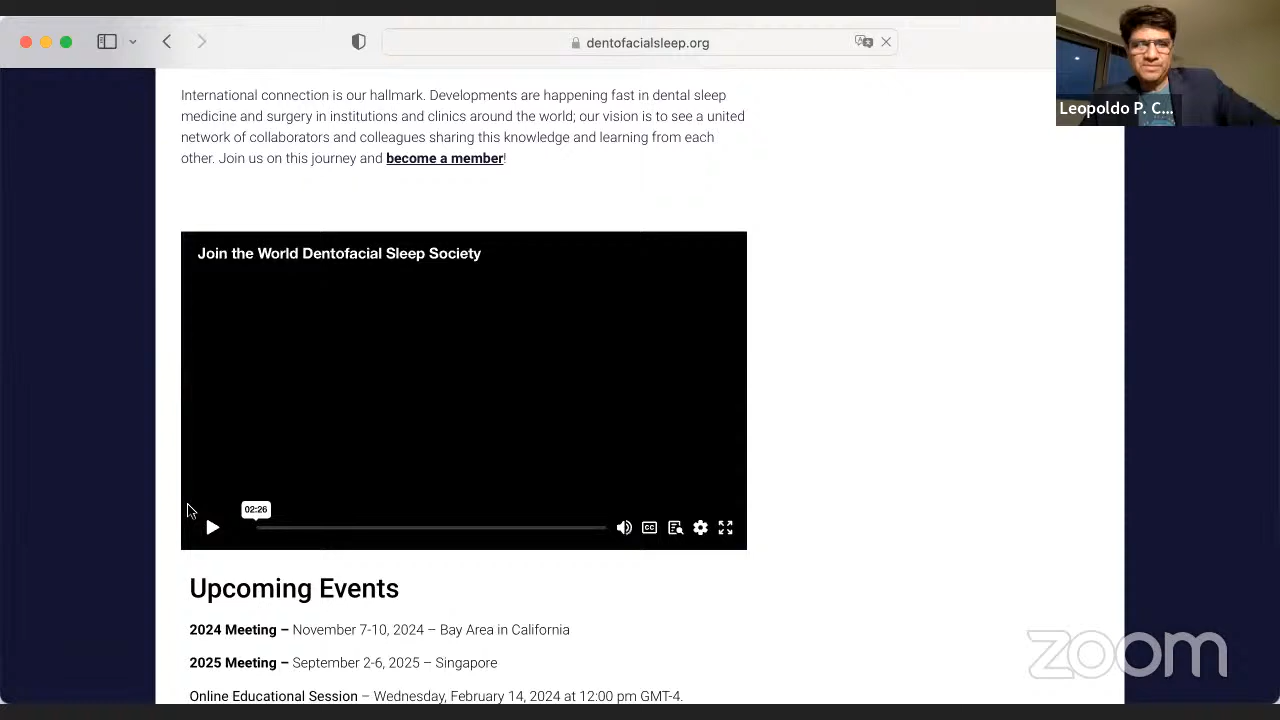 dentofacialsleep.org
Leopoldo P. C...
International connection is our hallmark. Developments are happening fast in dental sleep
medicine and surgery in institutions and clinics around the world; our vision is to see a united
network of collaborators and colleagues sharing this knowledge and learning from each
other. Join us on this journey and become a member!
Join the World Dentofacial Sleep Society
02:26
CC
Upcoming Events
2024 Meeting – November 7-10, 2024 – Bay Area in California
2025 Meeting – September 2-6, 2025 – Singapore
Online Educational Session – Wednesday, February 14, 2024 at 12:00 pm GMT-4.
zoom